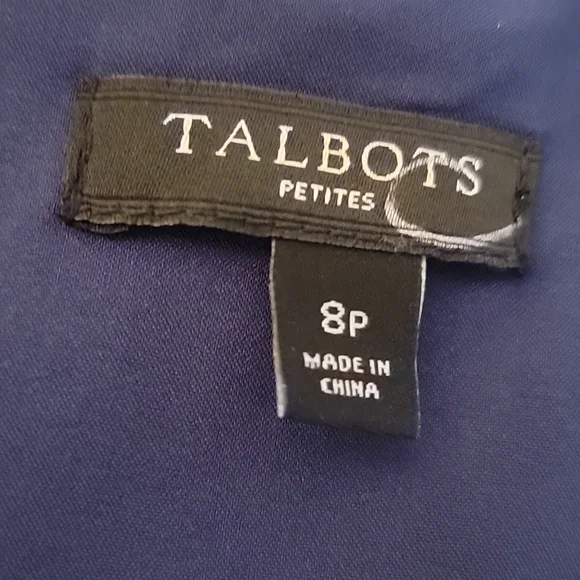 TALBOTS
PETITES
8P
MADE IN
CHINA